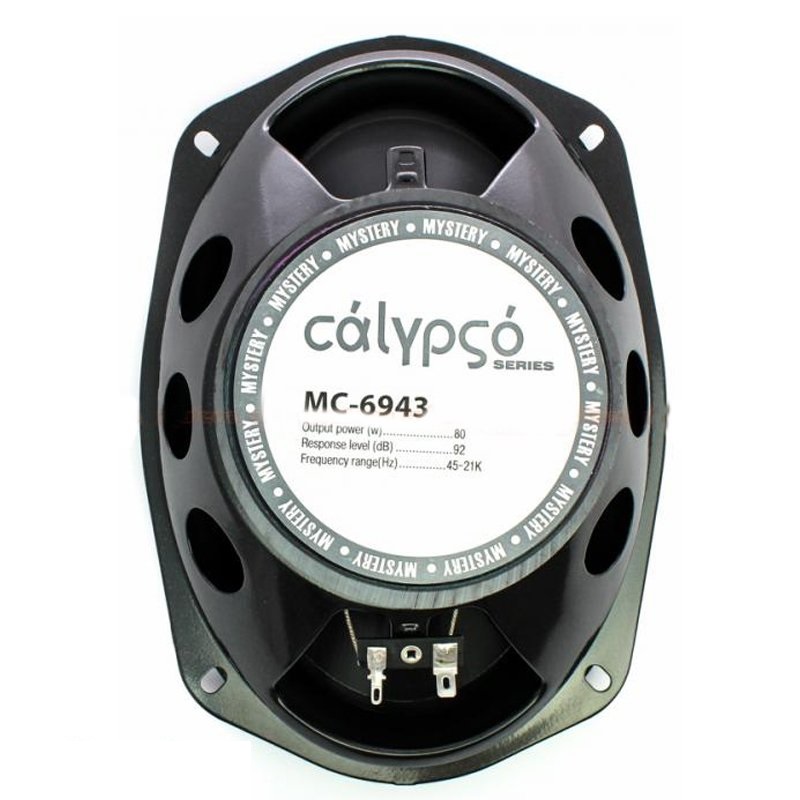 MYSTERY • MYSTERY • MYSTERY • MYSTERY • MYSTERY • MYSTERY • MYSTERY • MYSTERY • MYSTERY • MYSTERY • MYSTERY • MYSTERY •
cályρςó
SERIES
MC-6943
Output power (w)......................80
Response level (dB) ..................92
Frequency range(Hz)...............45-21K